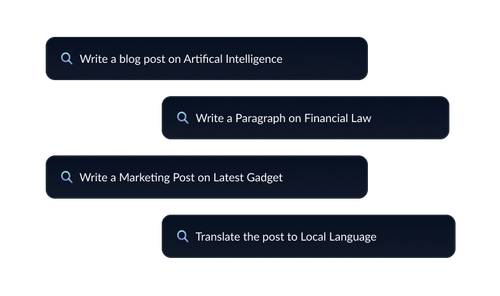 Write a blog post on Artifical Intelligence
Write a Paragraph on Financial Law
Write a Marketing Post on Latest Gadget
Translate the post to Local Language